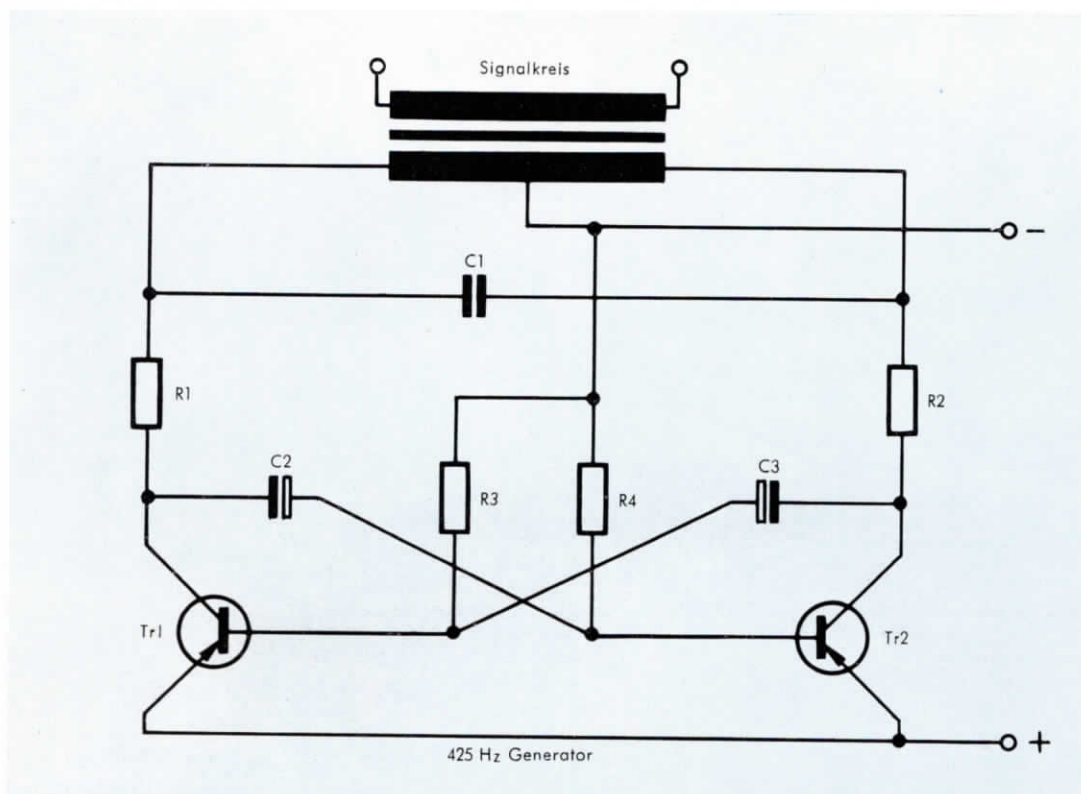 Signalkreis
−
C1
R1
R2
C2
C3
R3
R4
Tr1
Tr2
425 Hz Generator
+